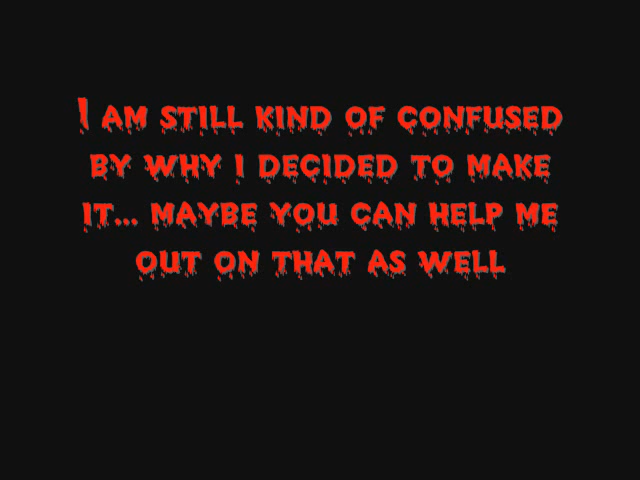 I AM STILL KIND OF CONFUSED
BY WHY I DECIDED TO MAKE
IT... MAYBE YOU CAN HELP ME
OUT ON THAT AS WELL